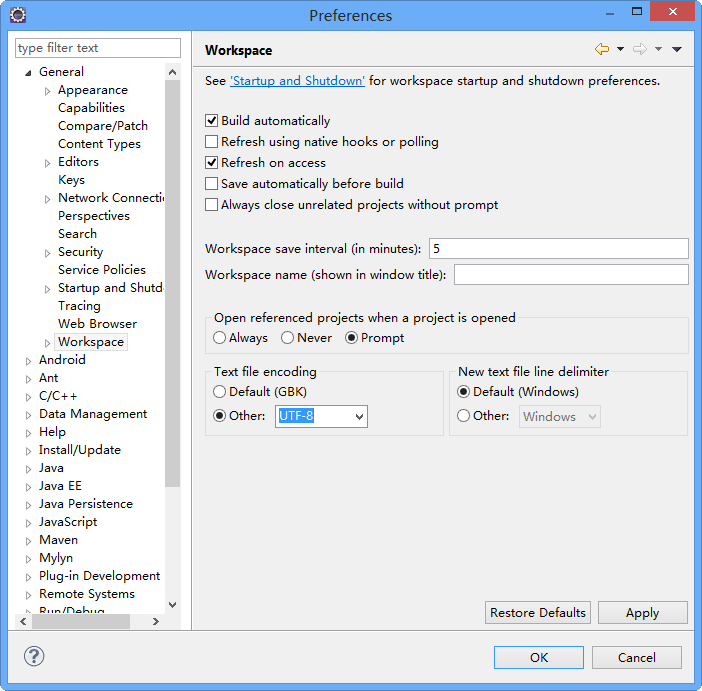 Preferences
type filter text
General
Appearance
Capabilities
Compare/Patch
Content Types
Editors
Keys
Network Connectio
Perspectives
Search
Security
Service Policies
Startup and Shutd
Tracing
Web Browser
Workspace
Android
Ant
C/C++
Data Management
Help
Install/Update
Java
Java EE
Java Persistence
JavaScript
Maven
Mylyn
Plug-in Development
Remote Systems
Run/Debug
Workspace
See 'Startup and Shutdown' for workspace startup and shutdown preferences.
Build automatically
Refresh using native hooks or polling
Refresh on access
Save automatically before build
Always close unrelated projects without prompt
Workspace save interval (in minutes): 5
Workspace name (shown in window title):
Open referenced projects when a project is opened
Always Never Prompt
Text file encoding
Default (GBK)
Other: UTF-8
New text file line delimiter
Default (Windows)
Other: Windows
Restore Defaults Apply
? OK Cancel